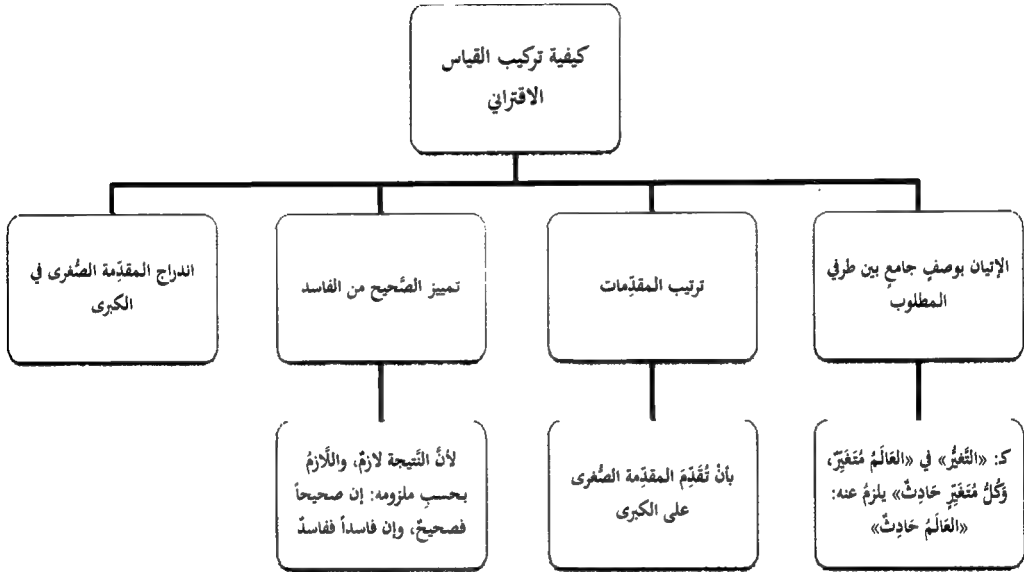 كيفية تركيب القياس
الاقتراني
الإتيان بوصفٍ جامعٍ بين طرفي
المطلوب
ترتيب المقدِّمات
تمييز الصَّحيح من الفاسد
اندراج المقدِّمة الصُّغرى في
الكبرى
كـ: «التَّغيُّر» في «العَالَمُ مُتَغَيِّرٌ،
وَكُلُّ مُتَغَيِّرٍ حَادِثٌ» يلزمُ عنه:
«العَالَمُ حَادِثٌ»
بأنْ تُقَدِّمَ المقدّمة الصُّغرى
على الكبرى
لأنَّ النَّتيجة لازمٌ، واللَّازمُ
بحسبِ ملزومه: إن صحيحاً
فصحيحٌ، وإن فاسداً ففاسدٌ